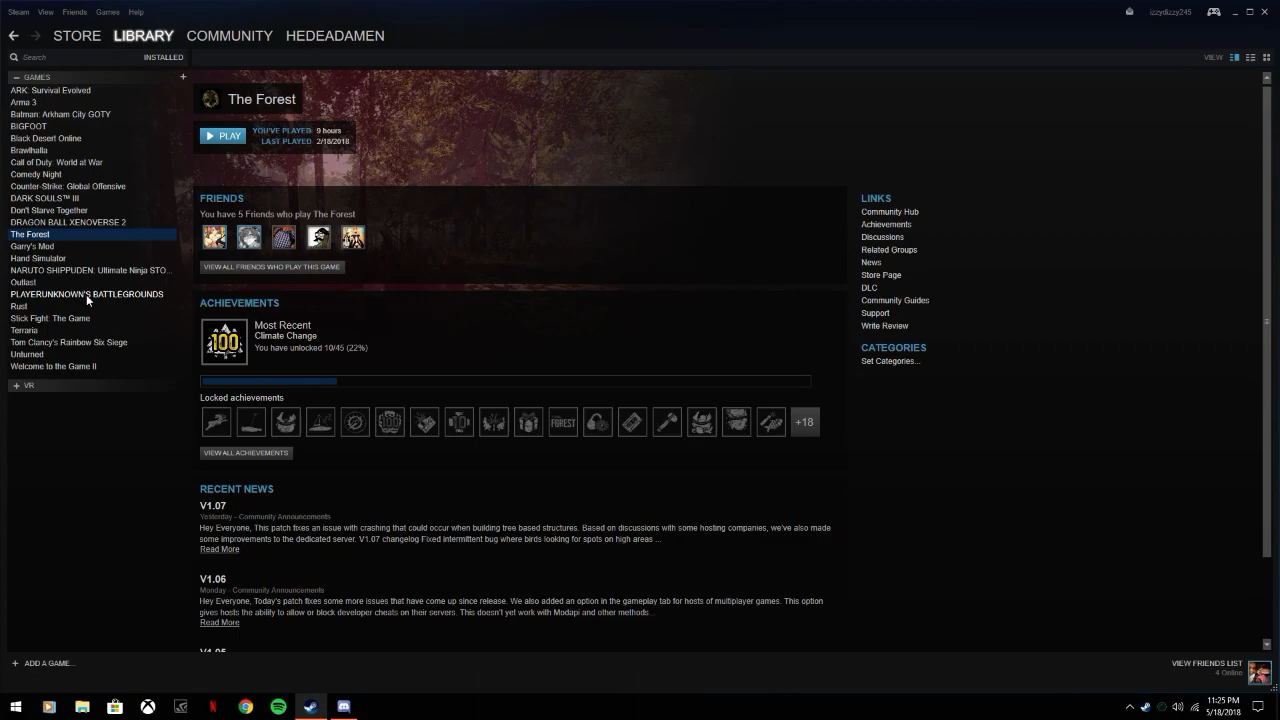 Steam View Friends Games Help izzydizzy245
STORE LIBRARY COMMUNITY HEDEADAMEN
Search INSTALLED VIEW
GAMES
ARK: Survival Evolved
Arma 3
Batman: Arkham City GOTY
BIGFOOT
Black Desert Online
Brawlhalla
Call of Duty: World at War
Comedy Night
Counter-Strike: Global Offensive
DARK SOULS™ III
Don't Starve Together
DRAGON BALL XENOVERSE 2
The Forest
Garry's Mod
Hand Simulator
NARUTO SHIPPUDEN: Ultimate Ninja STO...
Outlast
PLAYERUNKNOWN'S BATTLEGROUNDS
Rust
Stick Fight: The Game
Terraria
Tom Clancy's Rainbow Six Siege
Unturned
Welcome to the Game II
VR
The Forest
PLAY
YOU'VE PLAYED 9 hours
LAST PLAYED 2/18/2018
FRIENDS
You have 5 Friends who play The Forest
VIEW ALL FRIENDS WHO PLAY THIS GAME
ACHIEVEMENTS
100
Most Recent
Climate Change
You have unlocked 10/45 (22%)
Locked achievements
+18
VIEW ALL ACHIEVEMENTS
RECENT NEWS
V1.07
Yesterday - Community Announcements
Hey Everyone, This patch fixes an issue with crashing that could occur when building tree based structures. Based on discussions with some hosting companies, we've also made
some improvements to the dedicated server. V1.07 changelog Fixed intermittent bug where birds looking for spots on high areas ...
Read More
V1.06
Monday - Community Announcements
Hey Everyone, Today's patch fixes some more issues that have come up since release. We also added an option in the gameplay tab for hosts of multiplayer games. This option
gives hosts the ability to allow or block developer cheats on their servers. This doesn't yet work with Modapi and other methods...
Read More
V1.05
LINKS
Community Hub
Achievements
Discussions
Related Groups
News
Store Page
DLC
Community Guides
Support
Write Review
CATEGORIES
Set Categories...
ADD A GAME...
VIEW FRIENDS LIST
4 Online
11:25 PM
5/18/2018